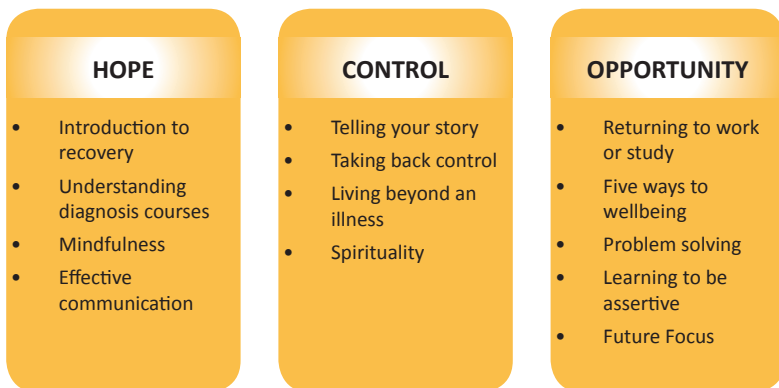 HOPE
• Introduction to
recovery
• Understanding
diagnosis courses
• Mindfulness
• Effective
communication
CONTROL
• Telling your story
• Taking back control
• Living beyond an
illness
• Spirituality
OPPORTUNITY
• Returning to work
or study
• Five ways to
wellbeing
• Problem solving
• Learning to be
assertive
• Future Focus